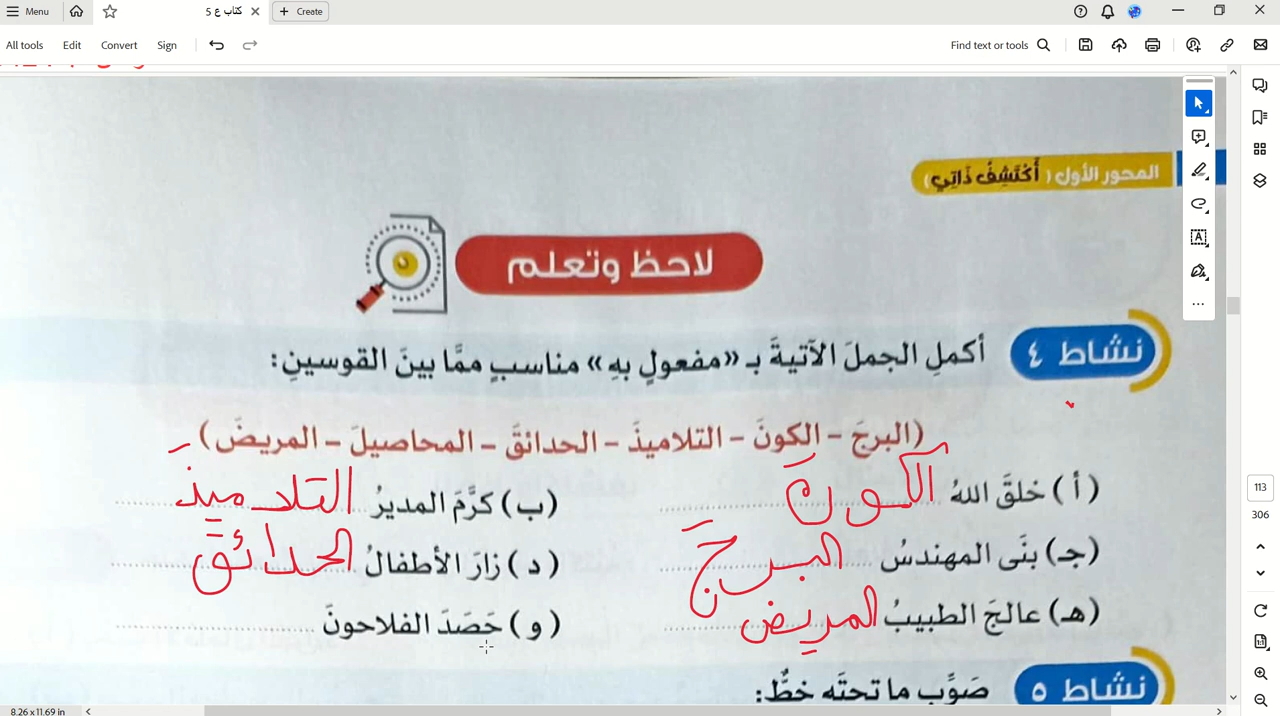 Menu
كتاب ع 5
Create
All tools Edit Convert Sign
Find text or tools
المحور الأول ( أَكْتَشِفُ ذَاتِي )
لاحظ وتعلم
نشاط ٤
أكملِ الجملَ الآتيةَ بـ «مفعولٍ بهِ» مناسبٍ ممَّا بينَ القوسينِ:
(البرجَ – الكونَ – التلاميذَ – الحدائقَ – المحاصيلَ – المريضَ)
( أ ) خلقَ اللهُ الكونَ
(ب) كرَّمَ المديرُ التلاميذَ
(جـ) بنَى المهندسُ البرجَ
( د ) زارَ الأطفالُ الحدائقَ
(هـ) عالجَ الطبيبُ المريض
( و ) حَصَدَ الفلاحونَ
نشاط ٥
صَوِّب ما تحتَه خطٌّ:
113
306
8.26 x 11.69 in